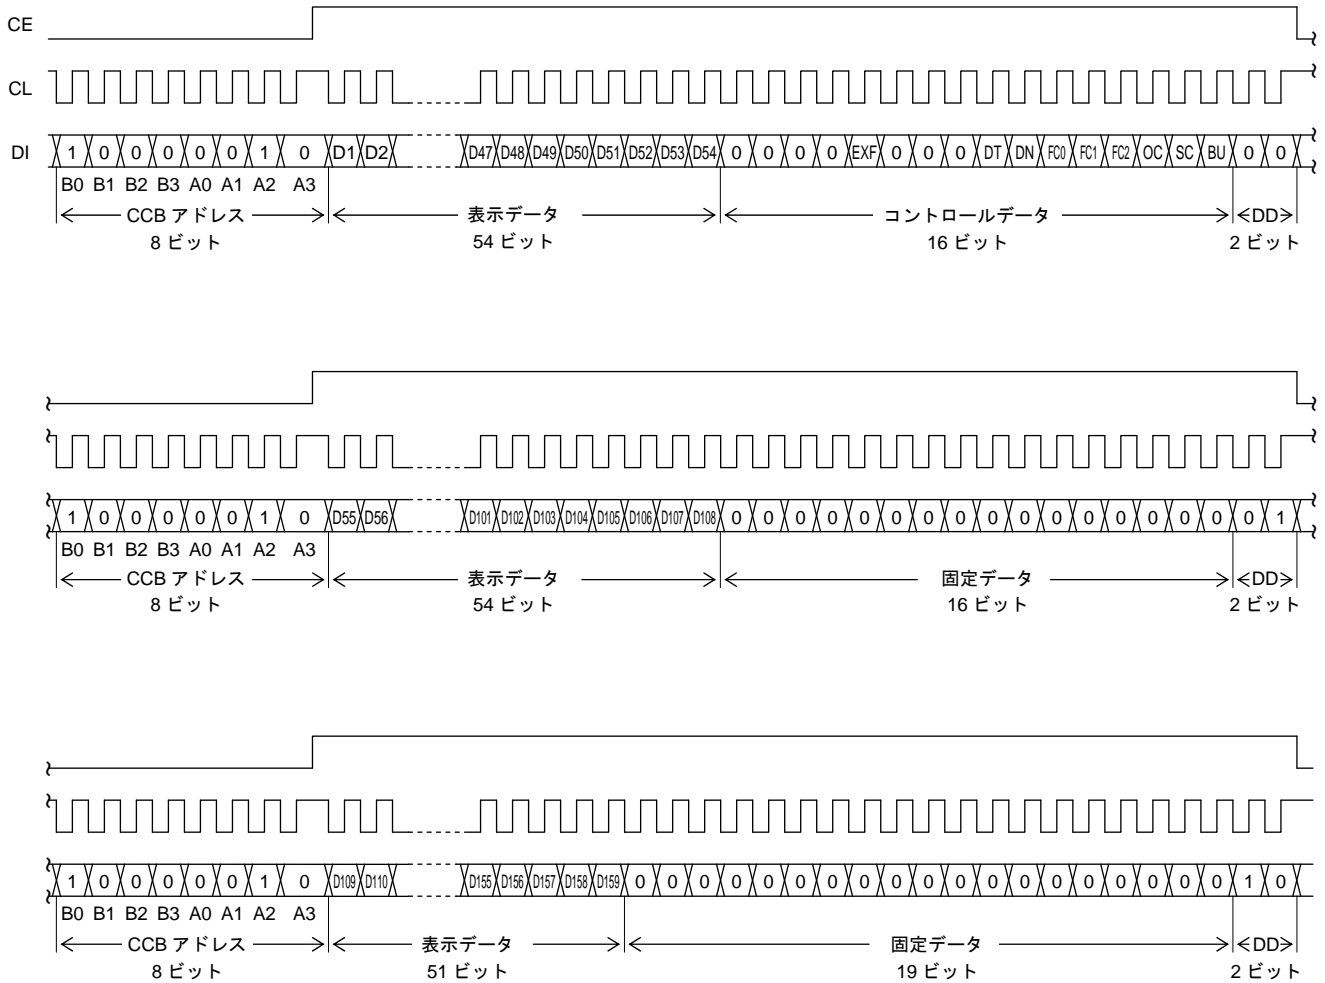 CE
CL
DI 1 0 0 0 0 0 1 0 D1 D2 D47 D48 D49 D50 D51 D52 D53 D54 0 0 0 0 EXF 0 0 0 DT DN FC0 FC1 FC2 OC SC BU 0 0
B0 B1 B2 B3 A0 A1 A2 A3
CCB アドレス 表示データ コントロールデータ DD
8 ビット 54 ビット 16 ビット 2 ビット
1 0 0 0 0 0 1 0 D55 D56 D101 D102 D103 D104 D105 D106 D107 D108 0 0 0 0 0 0 0 0 0 0 0 0 0 0 0 0 0 1
B0 B1 B2 B3 A0 A1 A2 A3
CCB アドレス 表示データ 固定データ DD
8 ビット 54 ビット 16 ビット 2 ビット
1 0 0 0 0 0 1 0 D109 D110 D155 D156 D157 D158 D159 0 0 0 0 0 0 0 0 0 0 0 0 0 0 0 0 0 0 0 1 0
B0 B1 B2 B3 A0 A1 A2 A3
CCB アドレス 表示データ 固定データ DD
8 ビット 51 ビット 19 ビット 2 ビット